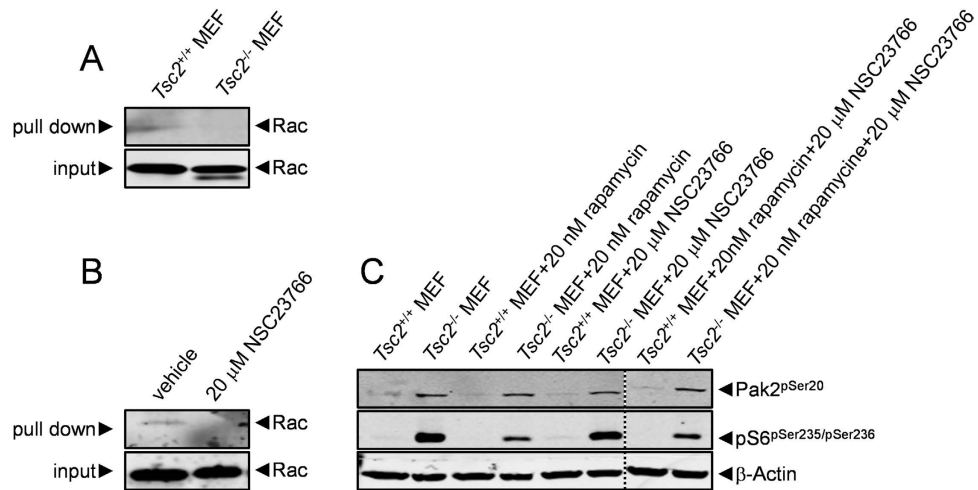 A
Tsc2+/+ MEF
Tsc2-/- MEF
pull down Rac
input Rac
B
vehicle
20 μM NSC23766
pull down Rac
input Rac
C
Tsc2+/+ MEF
Tsc2-/- MEF
Tsc2+/+ MEF+20 nM rapamycin
Tsc2-/- MEF+20 nM rapamycin
Tsc2+/+ MEF+20 μM NSC23766
Tsc2-/- MEF+20 μM NSC23766
Tsc2+/+ MEF+20nM rapamycin+20 μM NSC23766
Tsc2-/- MEF+20 nM rapamycine+20 μM NSC23766
Pak2pSer20
pS6pSer235/pSer236
β-Actin